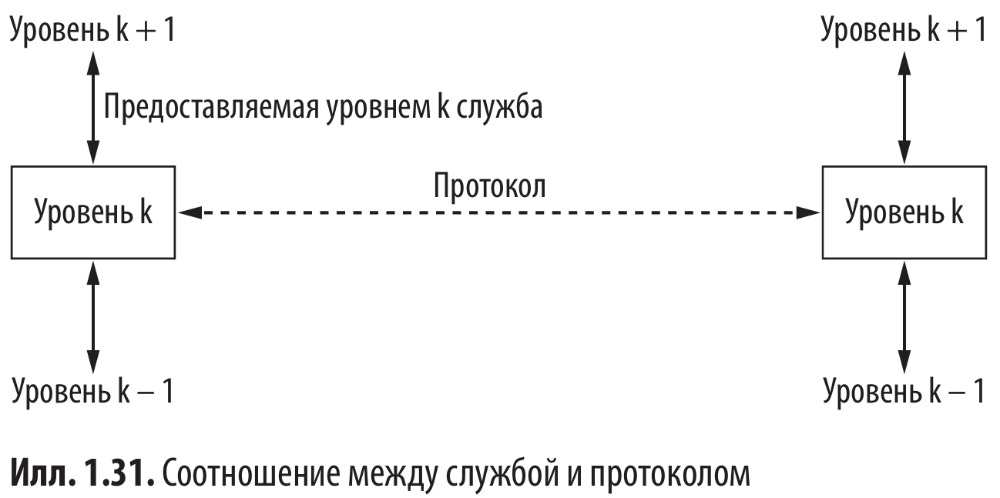 Уровень k + 1
Уровень k + 1
Предоставляемая уровнем k служба
Протокол
Уровень k
Уровень k
Уровень k – 1
Уровень k – 1
Илл. 1.31. Соотношение между службой и протоколом